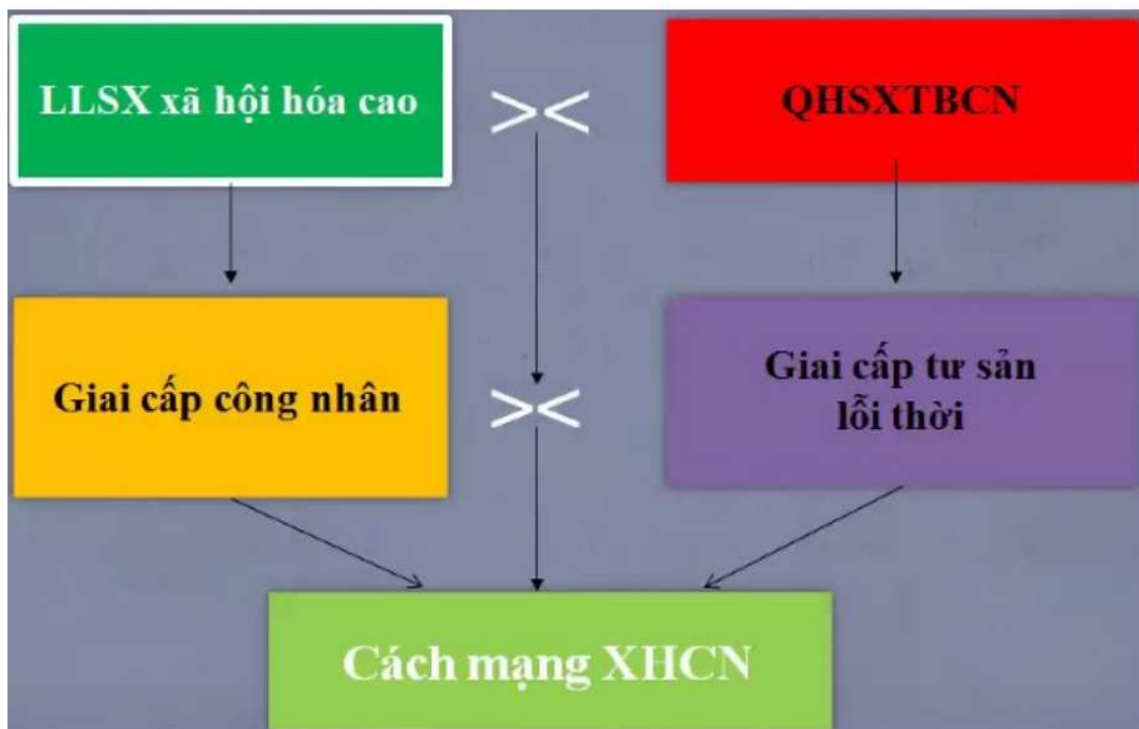 LLSX xã hội hóa cao
><
QHSXTBCN
Giai cấp công nhân
><
Giai cấp tư sản
lỗi thời
Cách mạng XHCN